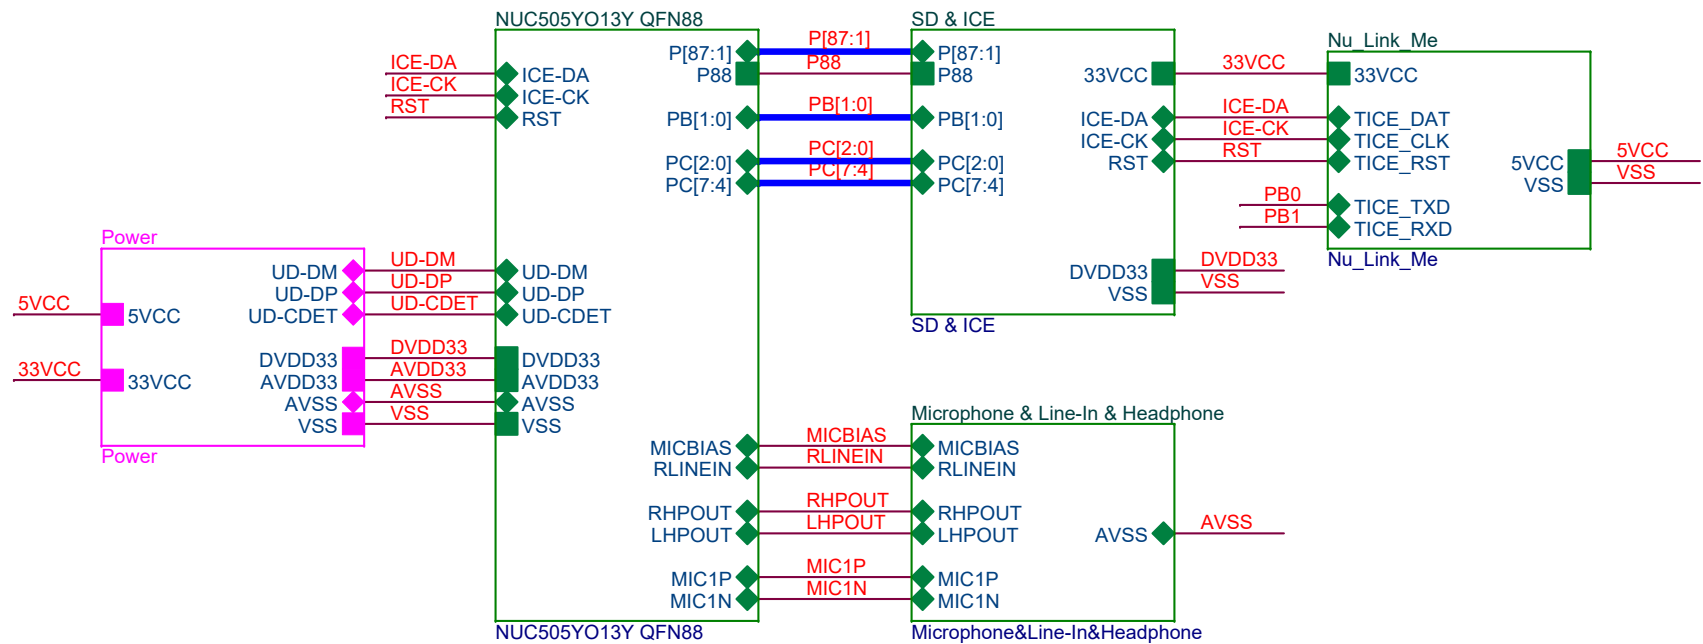 NUC505YO13Y QFN88
ICE-DA
ICE-CK
RST
ICE-DA
ICE-CK
RST
P[87:1]
P88
PB[1:0]
PC[2:0]
PC[7:4]
UD-DM
UD-DP
UD-CDET
DVDD33
AVDD33
AVSS
VSS
MICBIAS
RLINEIN
RHPOUT
LHPOUT
MIC1P
MIC1N
NUC505YO13Y QFN88
P[87:1]
P88
PB[1:0]
PC[2:0]
PC[7:4]
SD & ICE
P[87:1]
P88
PB[1:0]
PC[2:0]
PC[7:4]
33VCC
ICE-DA
ICE-CK
RST
DVDD33
VSS
SD & ICE
33VCC
ICE-DA
ICE-CK
RST
PB0
PB1
DVDD33
VSS
Nu_Link_Me
33VCC
TICE_DAT
TICE_CLK
TICE_RST
TICE_TXD
TICE_RXD
5VCC
VSS
Nu_Link_Me
5VCC
VSS
Power
5VCC
33VCC
5VCC
33VCC
UD-DM
UD-DP
UD-CDET
DVDD33
AVDD33
AVSS
VSS
Power
UD-DM
UD-DP
UD-CDET
DVDD33
AVDD33
AVSS
VSS
MICBIAS
RLINEIN
RHPOUT
LHPOUT
MIC1P
MIC1N
Microphone & Line-In & Headphone
MICBIAS
RLINEIN
RHPOUT
LHPOUT
MIC1P
MIC1N
AVSS
AVSS
Microphone&Line-In&Headphone